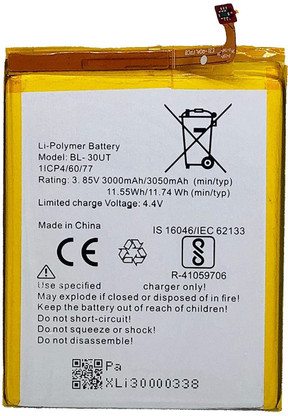 Li-Polymer Battery
Model: BL- 30UT
1ICP4/60/77
Rating: 3. 85V 3000mAh/3050mAh (min/typ)
11.55Wh/11.74 Wh (min/typ)
Limited charge Voltage: 4.4V
Made in China
IS 16046/IEC 62133
CE
R-41059706
Use specified charger only!
May explode if disposed of in fire!
Keep the battery out of reach of children.
Do not short-circuit!
Do not squeeze or shock!
Do not disassemble!
Pa
XLi30000338